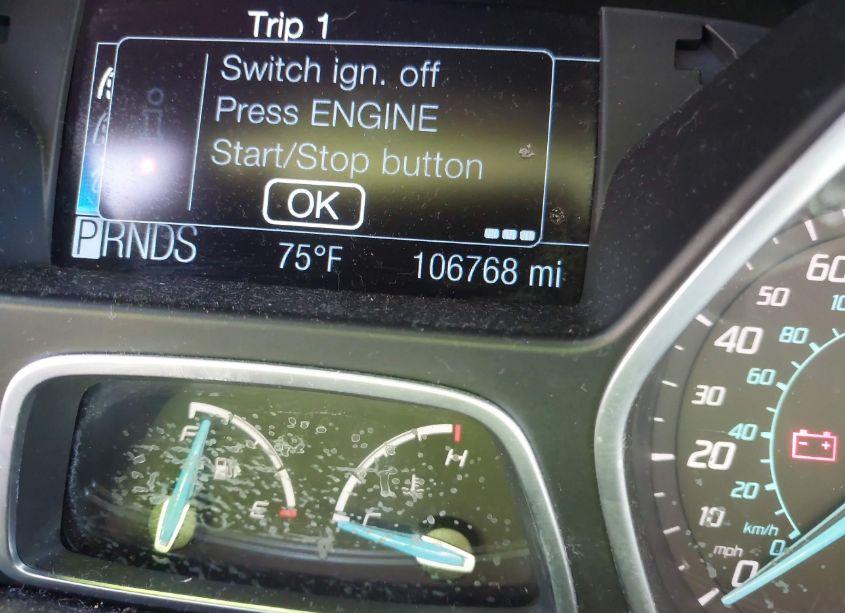 Trip 1
Switch ign. off
Press ENGINE
Start/Stop button
OK
PRNDS
75°F
106768 mi
F
E
C
H
60
50
40
30
20
10
0
mph
80
60
40
20
0
km/h